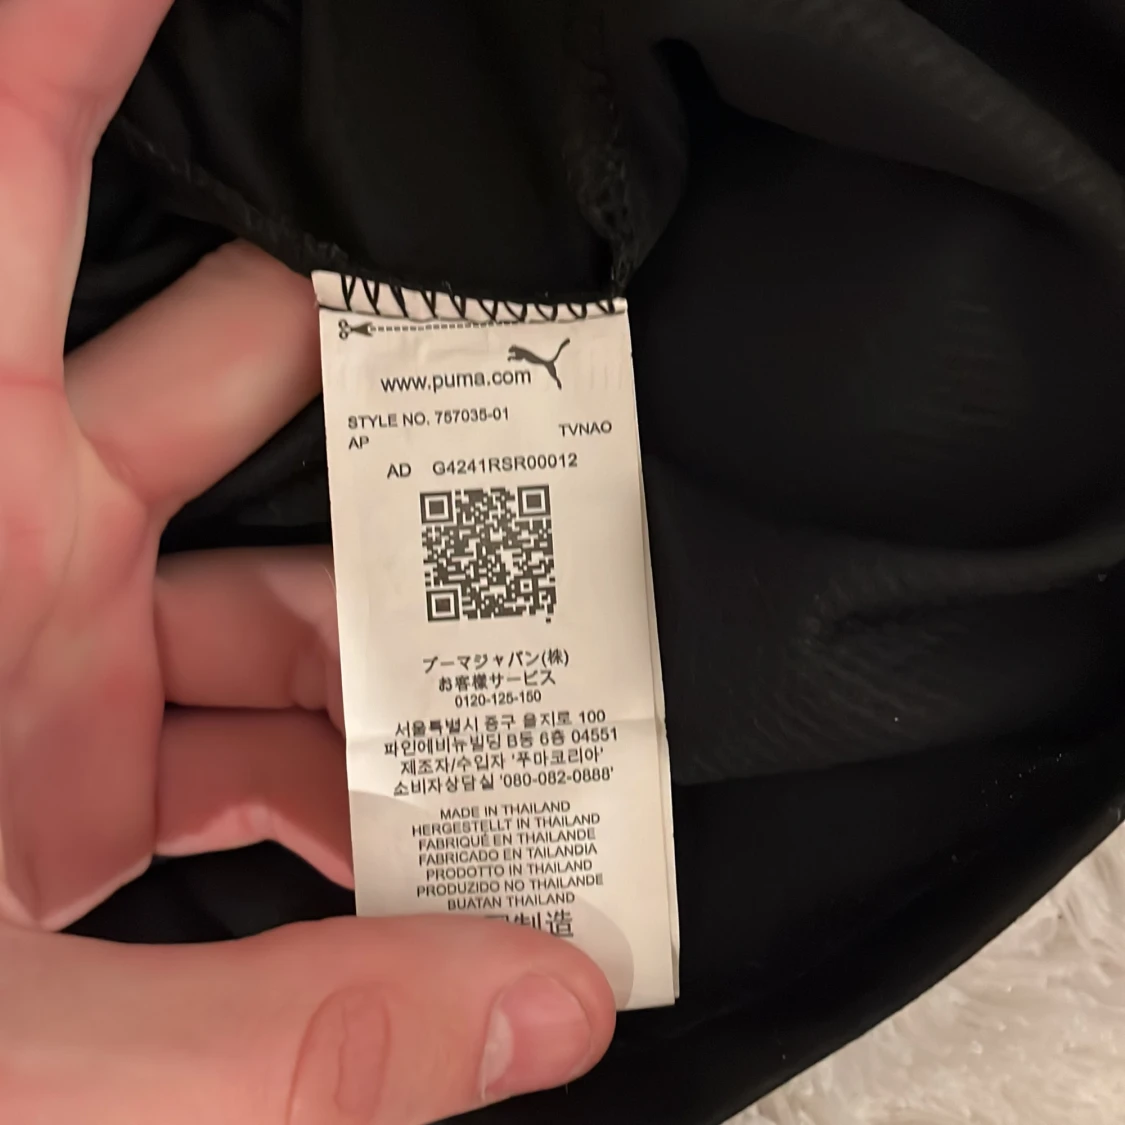 www.puma.com
STYLE NO. 757035-01
AP TVNAO
AD G4241RSR00012
プーマジャパン(株)
お客様サービス
0120-125-150
서울특별시 중구 을지로 100
파인에비뉴빌딩 B동 6층 04551
제조자/수입자 '푸마코리아'
소비자상담실 '080-082-0888'
MADE IN THAILAND
HERGESTELLT IN THAILAND
FABRIQUÉ EN THAILANDE
FABRICADO EN TAILANDIA
PRODOTTO IN THAILAND
PRODUZIDO NO THAILANDE
BUATAN THAILAND
制造